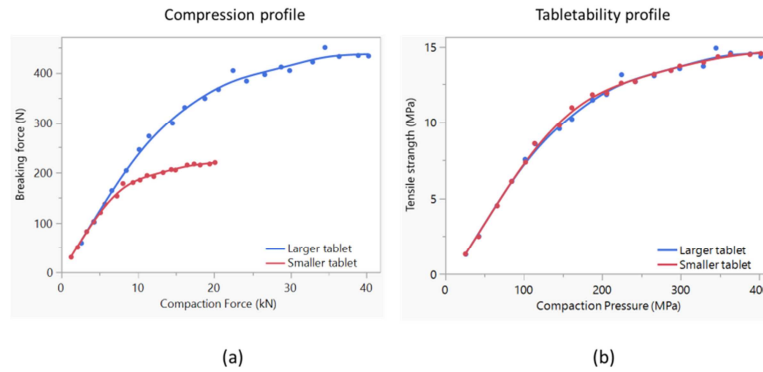 Compression profile
Breaking force (N)
400
300
200
100
0
0
10
20
30
40
Compaction Force (kN)
Larger tablet
Smaller tablet
(a)
Tabletability profile
Tensile strangth (MPa)
15
10
5
0
100
200
300
400
Compaction Pressure (MPa)
Larger tablet
Smaller tablet
(b)